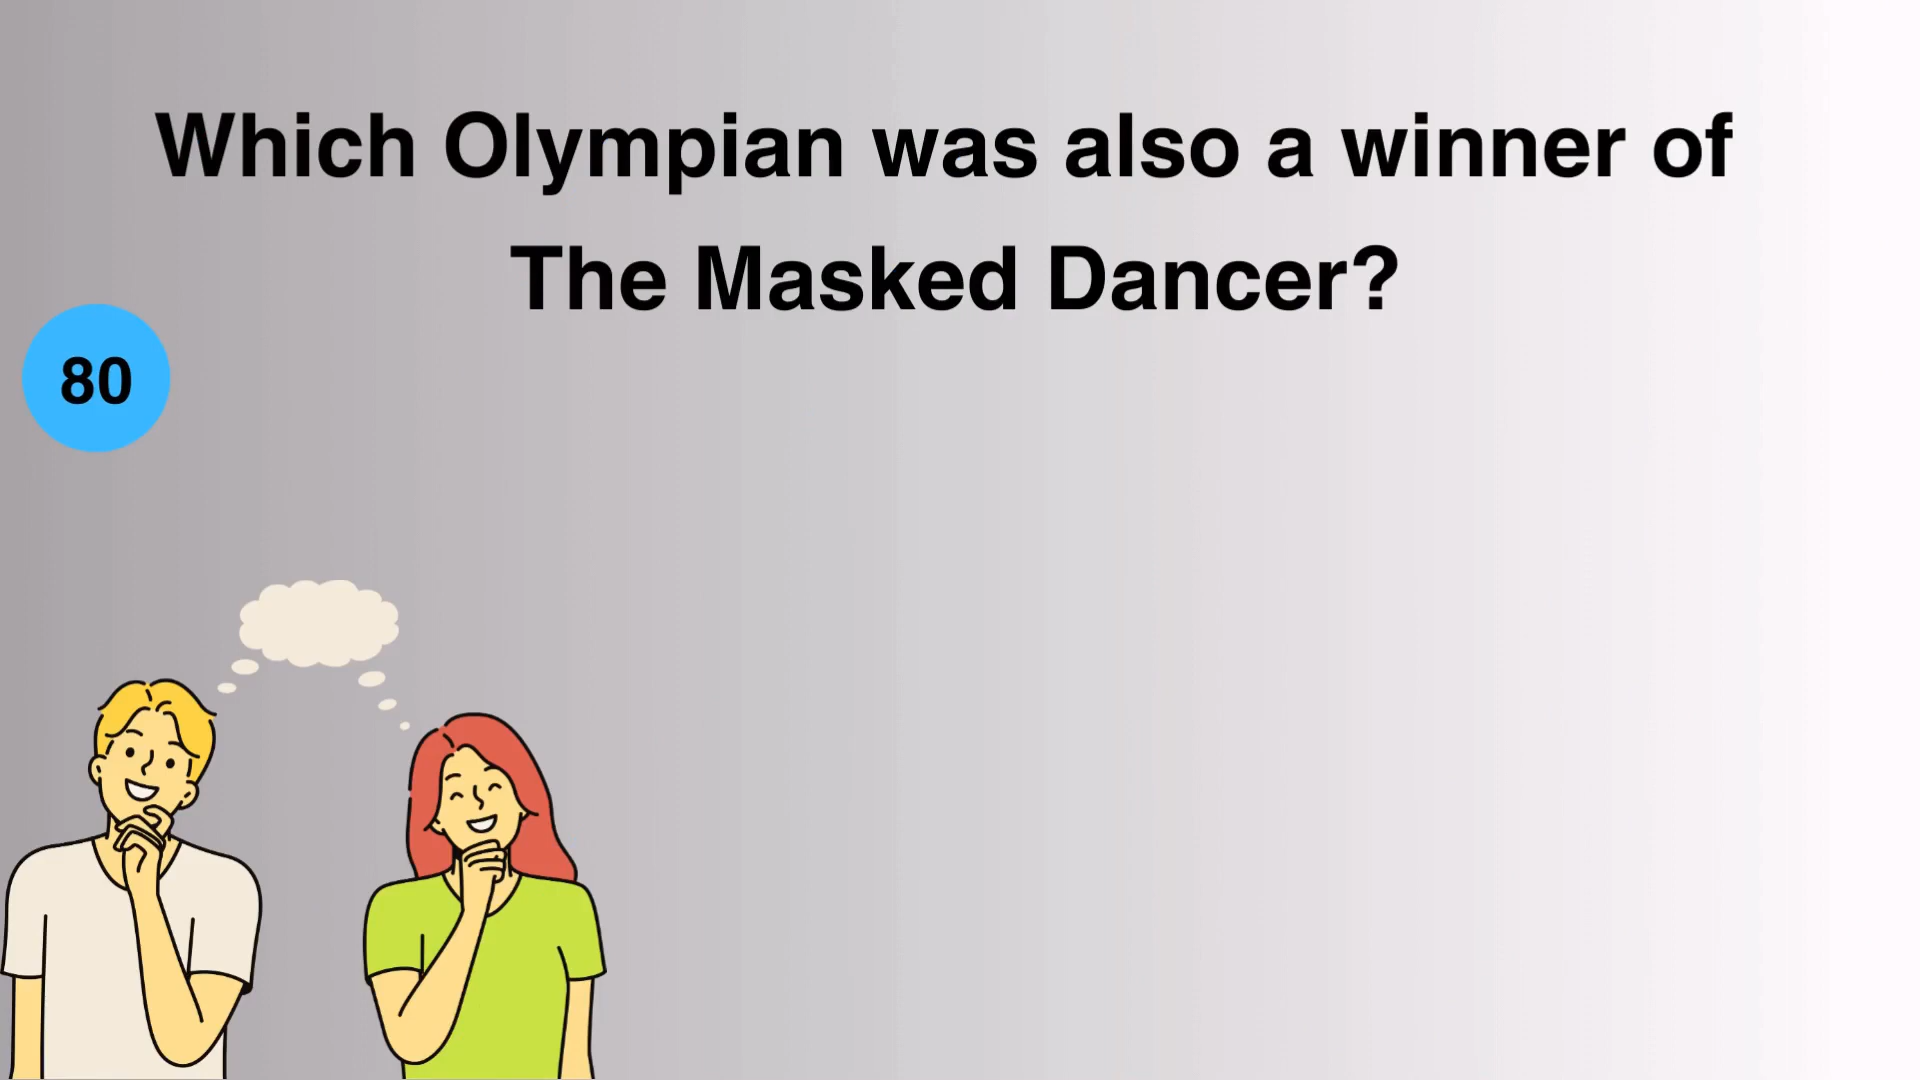 Which Olympian was also a winner of
The Masked Dancer?
80